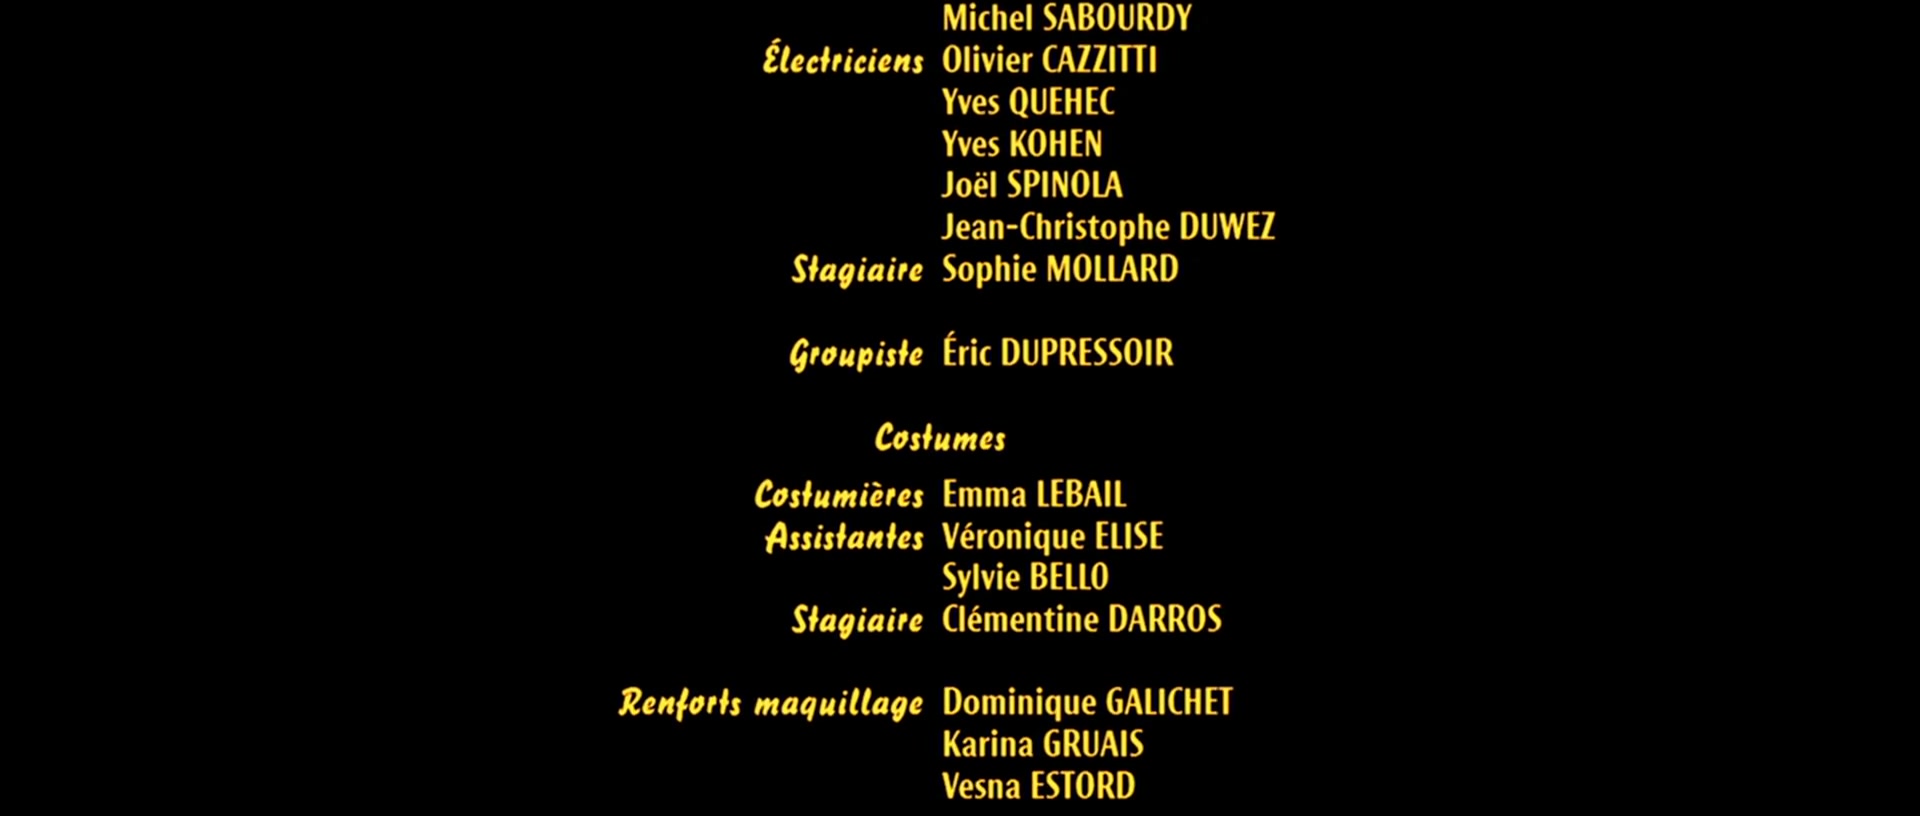 Michel SABOURDY
Électriciens Olivier CAZZITTI
Yves QUEHEC
Yves KOHEN
Joël SPINOLA
Jean-Christophe DUWEZ
Stagiaire Sophie MOLLARD
Groupiste Éric DUPRESSOIR
Costumes
Costumières Emma LEBAIL
Assistantes Véronique ELISE
Sylvie BELLO
Stagiaire Clémentine DARROS
Renforts maquillage Dominique GALICHET
Karina GRUAIS
Vesna ESTORD